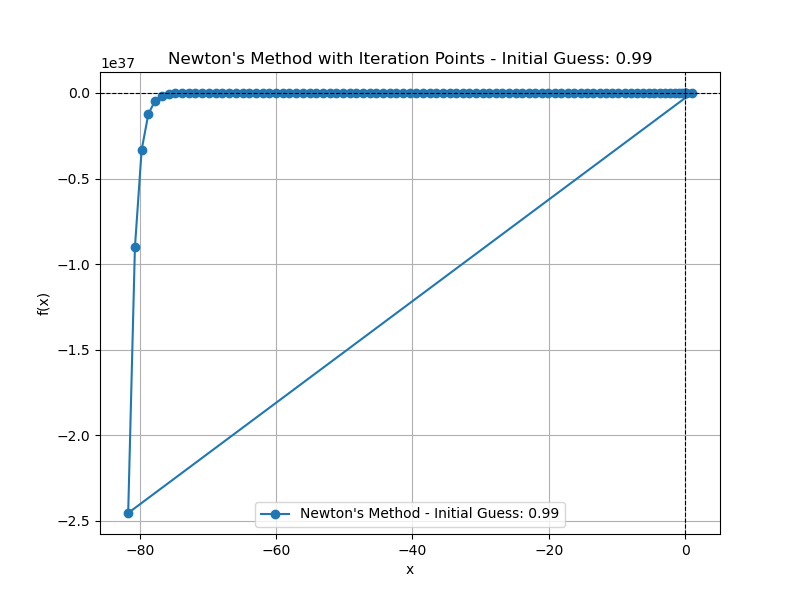 Newton's Method with Iteration Points - Initial Guess: 0.99
1e37
0.0
−0.5
−1.0
−1.5
−2.0
−2.5
f(x)
Newton's Method - Initial Guess: 0.99
−80 −60 −40 −20 0
x